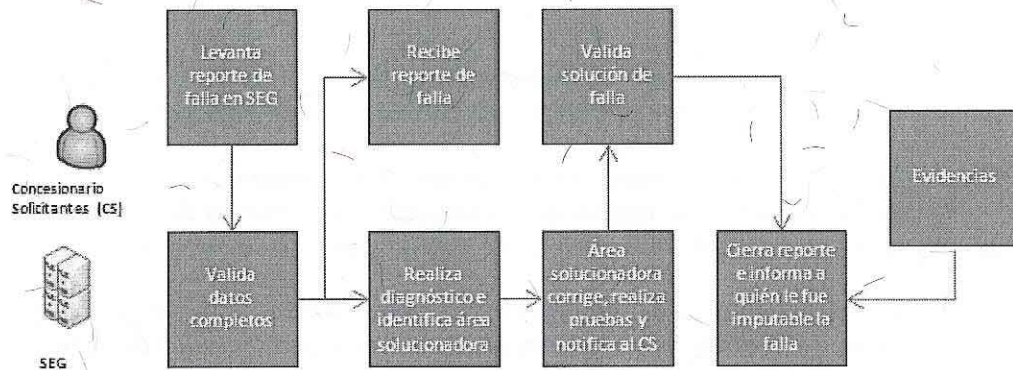 Levanta
reporte de
falla en SEG
Recibe
reporte de
falla
Valida
solución de
falla
Concesionario
Solicitantes (CS)
Evidencias
Valida
datos
completos
Realiza
diagnóstico e
identifica área
solucionadora
Área
solucionadora
corrige, realiza
pruebas y
notifica al CS
Cierra reporte
e informa a
quién le fue
imputable la
falla
SEG